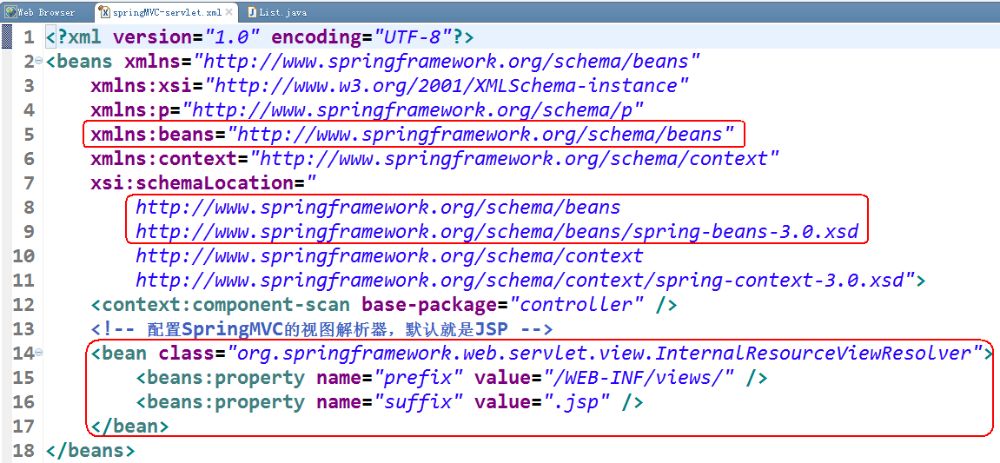 Web Browser springMVC-servlet.xml List.java
1 <?xml version="1.0" encoding="UTF-8"?>
2 <beans xmlns="http://www.springframework.org/schema/beans"
3 xmlns:xsi="http://www.w3.org/2001/XMLSchema-instance"
4 xmlns:p="http://www.springframework.org/schema/p"
5 xmlns:beans="http://www.springframework.org/schema/beans"
6 xmlns:context="http://www.springframework.org/schema/context"
7 xsi:schemaLocation="
8 http://www.springframework.org/schema/beans
9 http://www.springframework.org/schema/beans/spring-beans-3.0.xsd
10 http://www.springframework.org/schema/context
11 http://www.springframework.org/schema/context/spring-context-3.0.xsd">
12 <context:component-scan base-package="controller" />
13 <!-- 配置SpringMVC的视图解析器，默认就是JSP -->
14 <bean class="org.springframework.web.servlet.view.InternalResourceViewResolver">
15 <beans:property name="prefix" value="/WEB-INF/views/" />
16 <beans:property name="suffix" value=".jsp" />
17 </bean>
18 </beans>